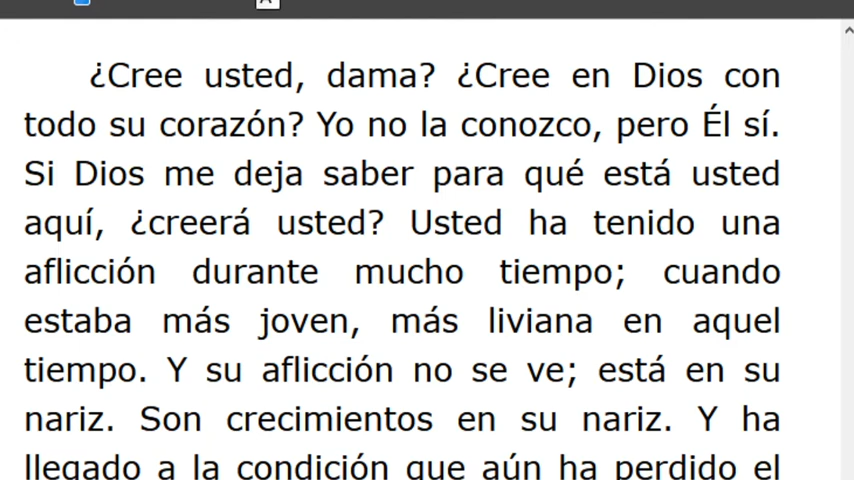 ¿Cree usted, dama? ¿Cree en Dios con
todo su corazón? Yo no la conozco, pero Él sí.
Si Dios me deja saber para qué está usted
aquí, ¿creerá usted? Usted ha tenido una
aflicción durante mucho tiempo; cuando
estaba más joven, más liviana en aquel
tiempo. Y su aflicción no se ve; está en su
nariz. Son crecimientos en su nariz. Y ha
llegado a la condición que aún ha perdido el